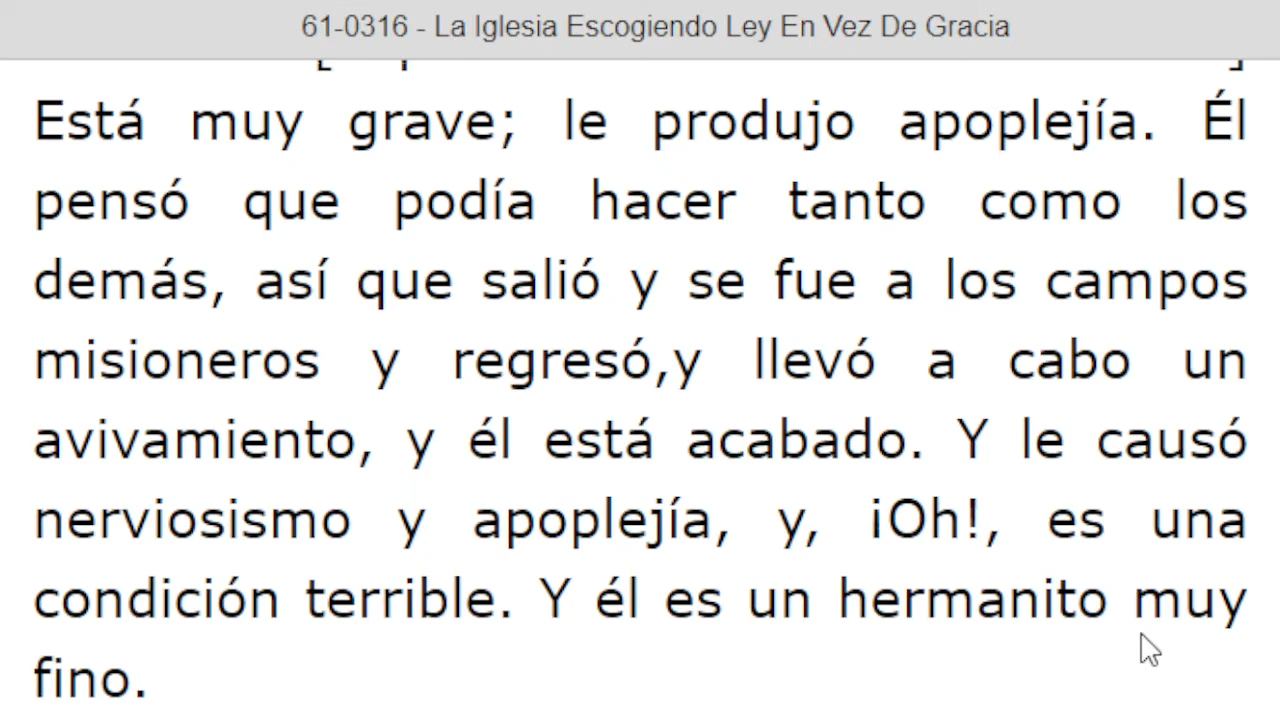 61-0316 - La Iglesia Escogiendo Ley En Vez De Gracia
Está muy grave; le produjo apoplejía. Él
pensó que podía hacer tanto como los
demás, así que salió y se fue a los campos
misioneros y regresó,y llevó a cabo un
avivamiento, y él está acabado. Y le causó
nerviosismo y apoplejía, y, ¡Oh!, es una
condición terrible. Y él es un hermanito muy
fino.